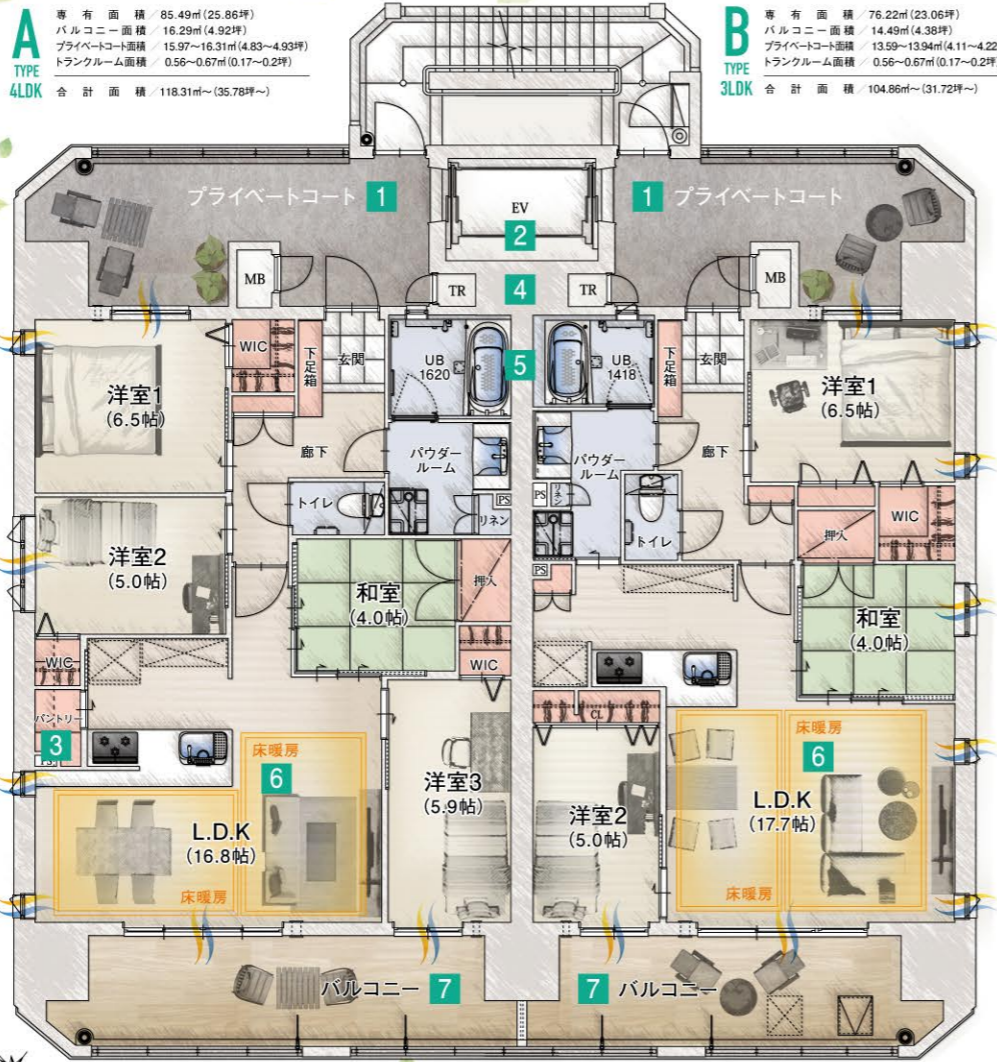 A
TYPE
4LDK
専有面積／85.49㎡(25.86坪)
バルコニー面積／16.29㎡(4.92坪)
プライベートコート面積／15.97~16.31㎡(4.83~4.93坪)
トランクルーム面積／0.56~0.67㎡(0.17~0.2坪)
合計面積／118.31㎡~(35.78坪~)
B
TYPE
3LDK
専有面積／76.22㎡(23.06坪)
バルコニー面積／14.49㎡(4.38坪)
プライベートコート面積／13.59~13.94㎡(4.11~4.22
トランクルーム面積／0.56~0.67㎡(0.17~0.2坪
合計面積／104.86㎡~(31.72坪~)
プライベートコート 1
EV
2
1 プライベートコート
MB
TR
4
TR
MB
洋室1
(6.5帖)
WIC
下足箱
玄関
UB
1620
5
UB
1418
下足箱
玄関
洋室1
(6.5帖)
廊下
パウダー
ルーム
パウダー
ルーム
廊下
トイレ
PS
リネン
PS
リネン
トイレ
押入
WIC
洋室2
(5.0帖)
和室
(4.0帖)
押入
PS
和室
(4.0帖)
WIC
WIC
パントリー
3
PS
CL
床暖房
6
洋室3
(5.9帖)
洋室2
(5.0帖)
床暖房
6
L.D.K
(16.8帖)
L.D.K
(17.7帖)
床暖房
床暖房
バルコニー 7
7 バルコニー